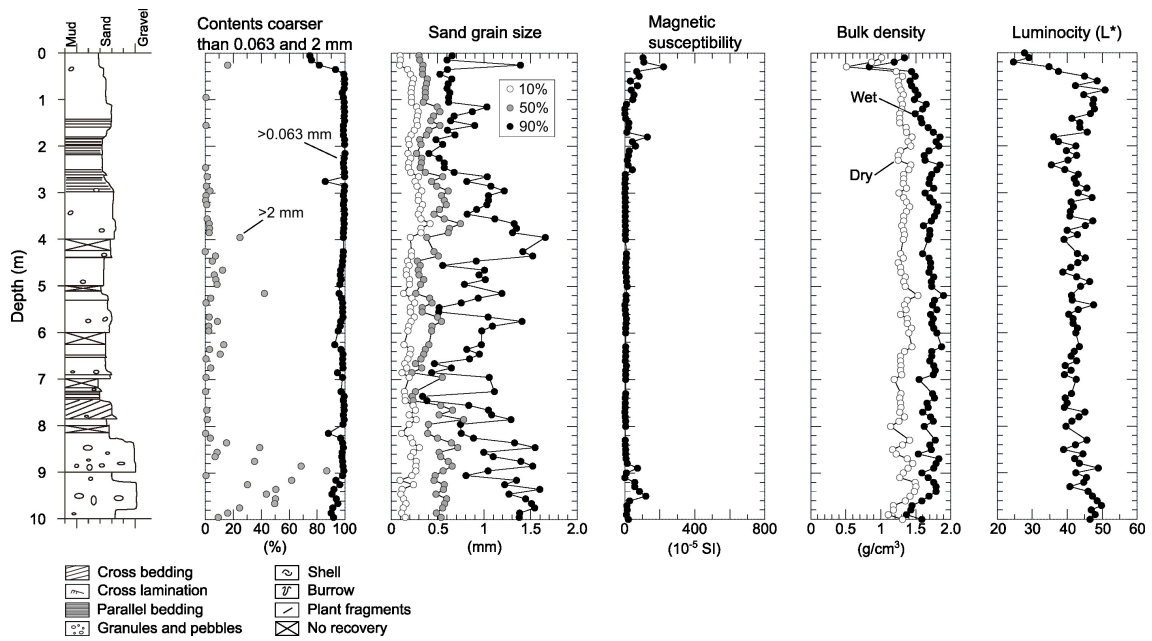 Mud
Sand
Gravel
Contents coarser
than 0.063 and 2 mm
Sand grain size
Magnetic
susceptibility
Bulk density
Luminocity (L*)
Depth (m)
0
1
2
3
4
5
6
7
8
9
10
>0.063 mm
>2 mm
10%
50%
90%
Wet
Dry
0 20 40 60 80 100
(%)
0 0.5 1 1.5 2.0
(mm)
0 200 400 600 800
(10-5 SI)
0 0.5 1 1.5 2.0
(g/cm3)
20 30 40 50 60
Cross bedding
Cross lamination
Parallel bedding
Granules and pebbles
Shell
Burrow
Plant fragments
No recovery